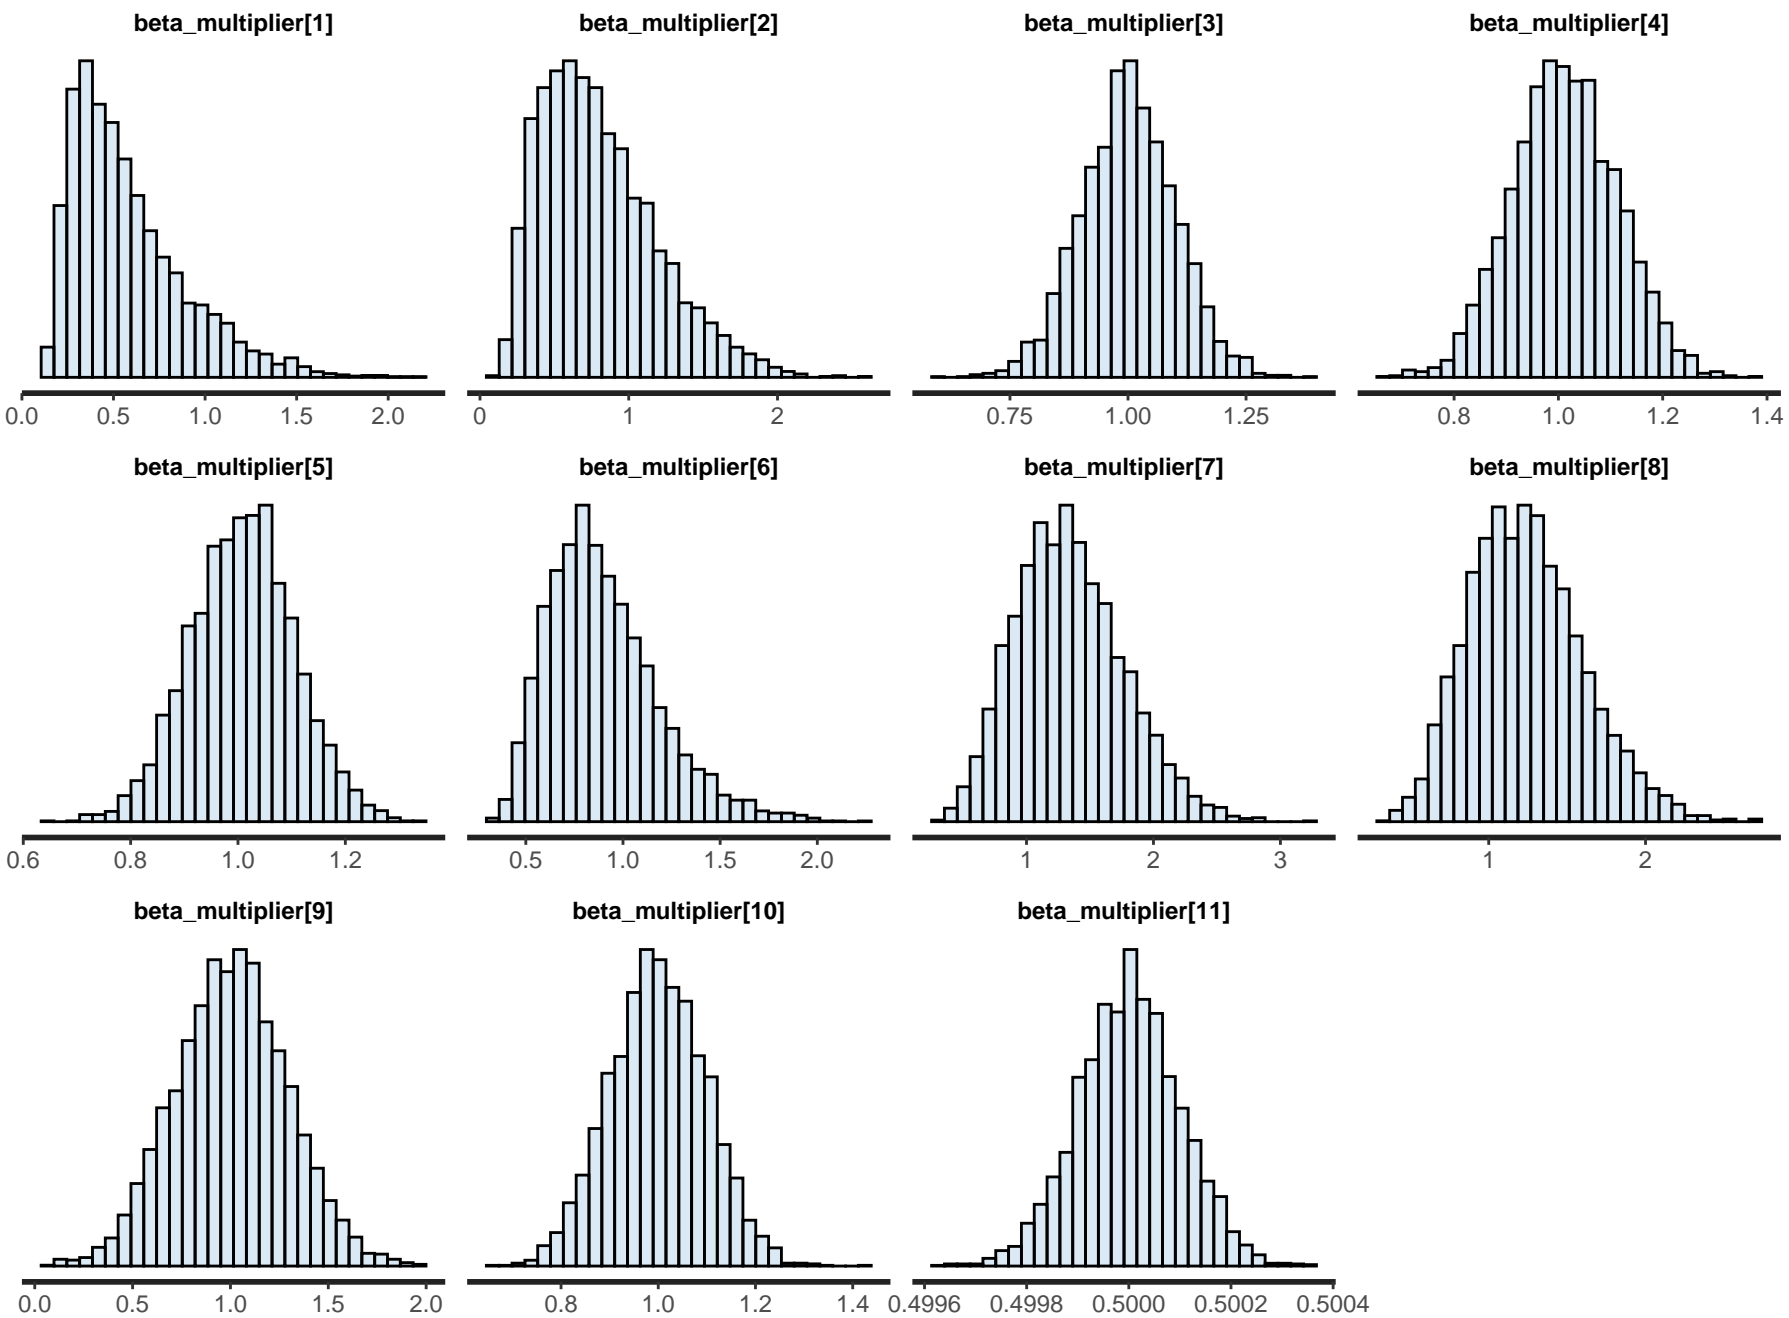 beta_multiplier[1] beta_multiplier[2] beta_multiplier[3] beta_multiplier[4]
0.0 0.5 1.0 1.5 2.0 0 1 2 0.75 1.00 1.25 0.8 1.0 1.2 1.4
beta_multiplier[5] beta_multiplier[6] beta_multiplier[7] beta_multiplier[8]
0.6 0.8 1.0 1.2 0.5 1.0 1.5 2.0 1 2 3 1 2
beta_multiplier[9] beta_multiplier[10] beta_multiplier[11]
0.0 0.5 1.0 1.5 2.0 0.8 1.0 1.2 1.4 0.4996 0.4998 0.5000 0.5002 0.5004